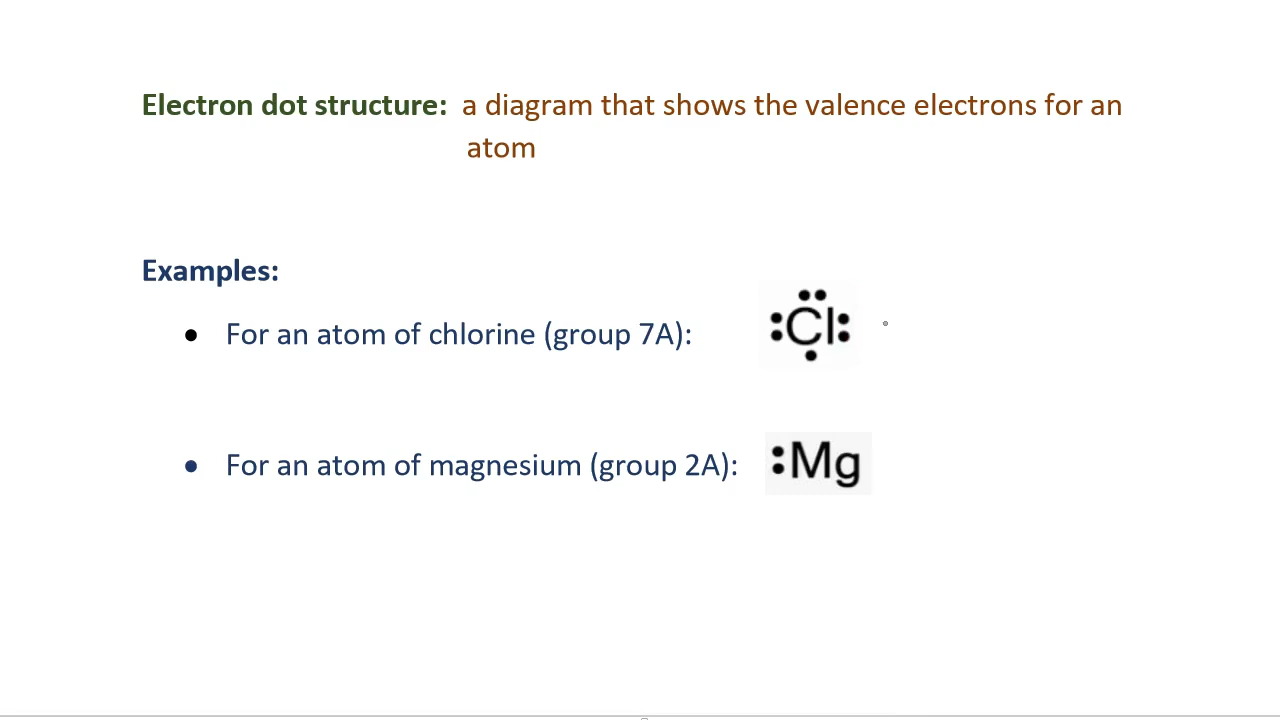 Electron dot structure: a diagram that shows the valence electrons for an
atom
Examples:
● For an atom of chlorine (group 7A): :Cl:
● For an atom of magnesium (group 2A): :Mg